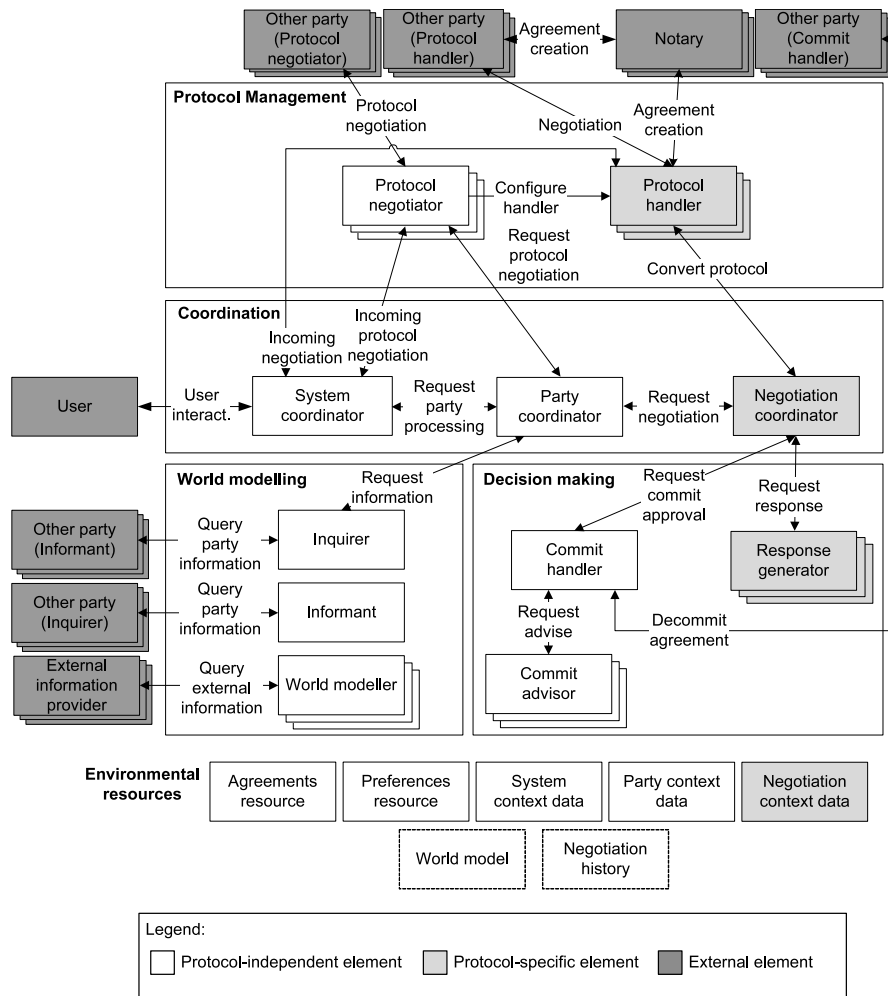 Other party
(Protocol
negotiator)
Other party
(Protocol
handler)
Agreement
creation
Notary
Other party
(Commit
handler)
Protocol Management
Protocol
negotiation
Negotiation
Agreement
creation
Protocol
negotiator
Configure
handler
Protocol
handler
Request
protocol
negotiation
Convert protocol
Coordination
Incoming
negotiation
Incoming
protocol
negotiation
User
User
interact.
System
coordinator
Request
party
processing
Party
coordinator
Request
negotiation
Negotiation
coordinator
World modelling
Request
information
Decision making
Request
commit
approval
Request
response
Other party
(Informant)
Query
party
information
Inquirer
Commit
handler
Response
generator
Other party
(Inquirer)
Query
party
information
Informant
Request
advise
Decommit
agreement
External
information
provider
Query
external
information
World modeller
Commit
advisor
Environmental
resources
Agreements
resource
Preferences
resource
System
context data
Party context
data
Negotiation
context data
World model
Negotiation
history
Legend:
Protocol-independent element
Protocol-specific element
External element